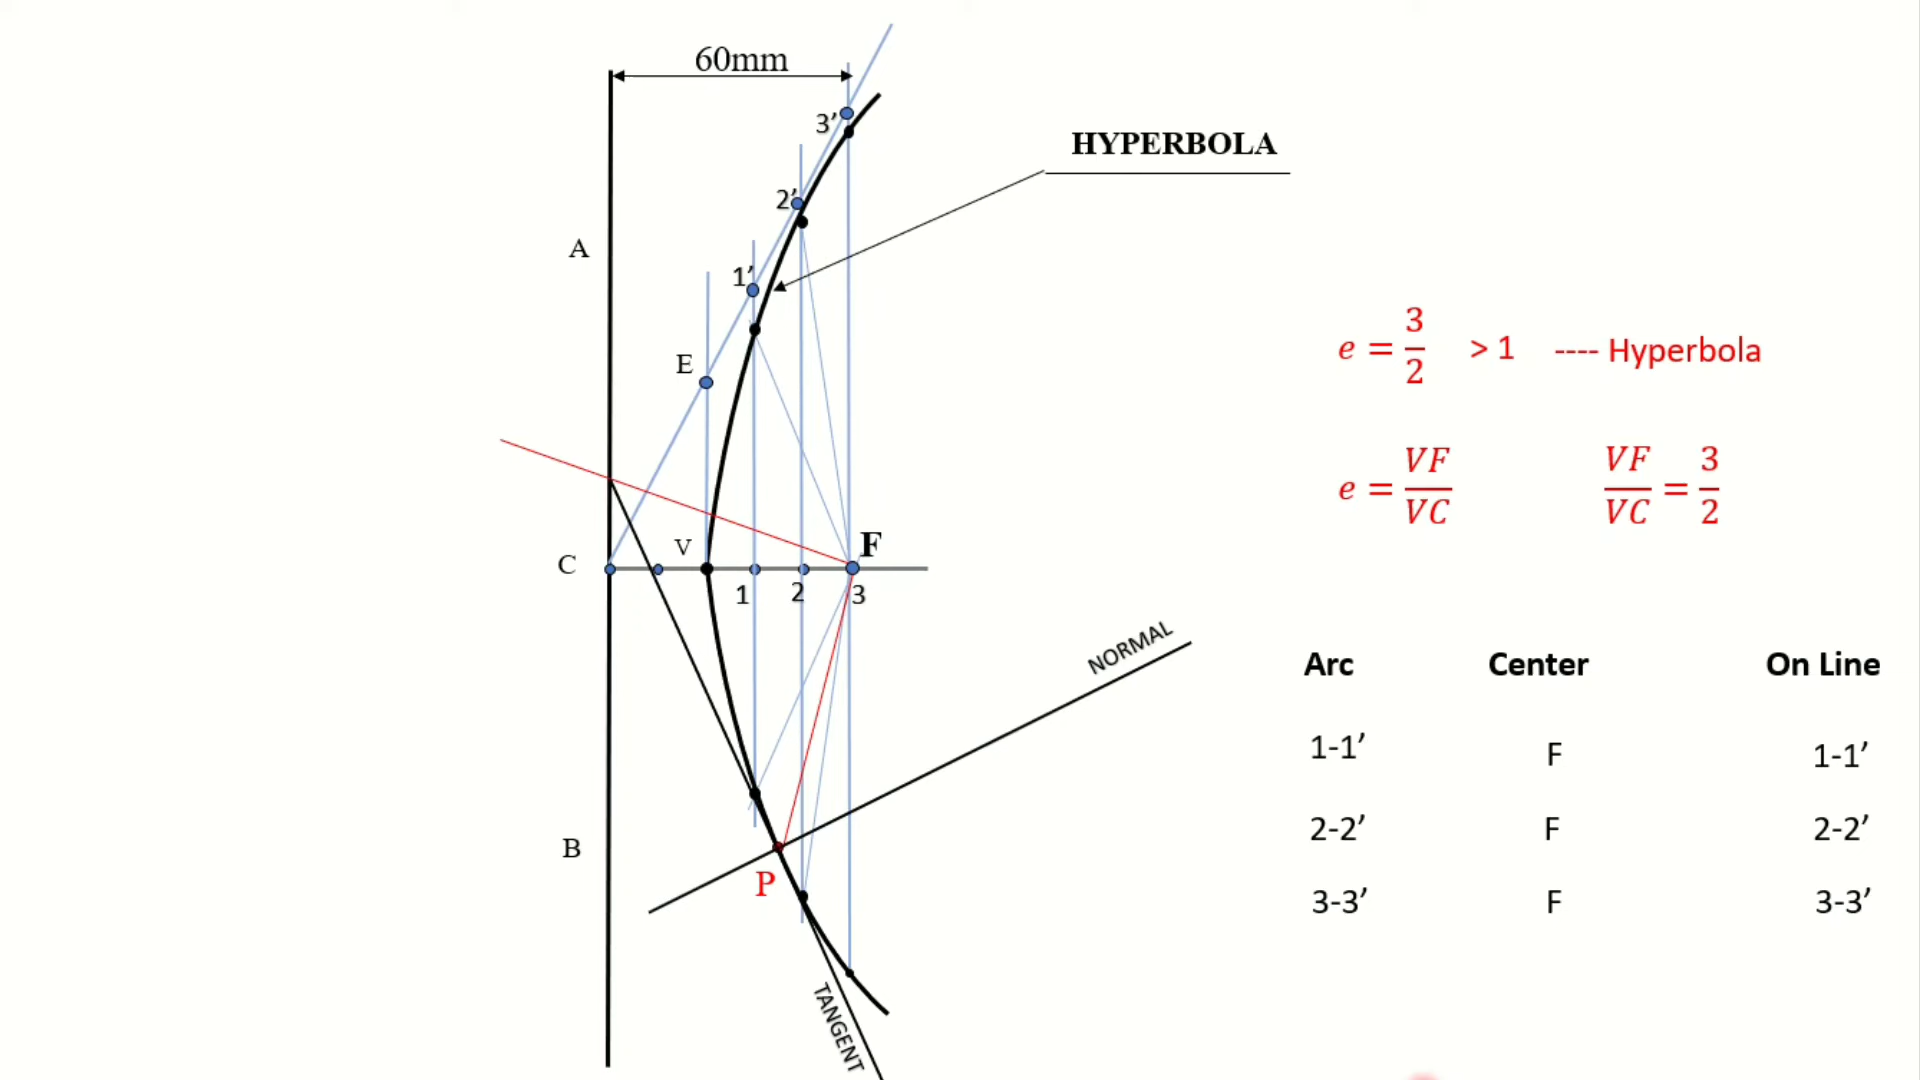 60mm
3’
HYPERBOLA
2’
A
1’
E
e = 3/2 > 1 ---- Hyperbola
e = VF/VC VF/VC = 3/2
V
F
C
1 2 3
NORMAL
Arc Center On Line
1-1’ F 1-1’
2-2’ F 2-2’
B
P
3-3’ F 3-3’
TANGENT